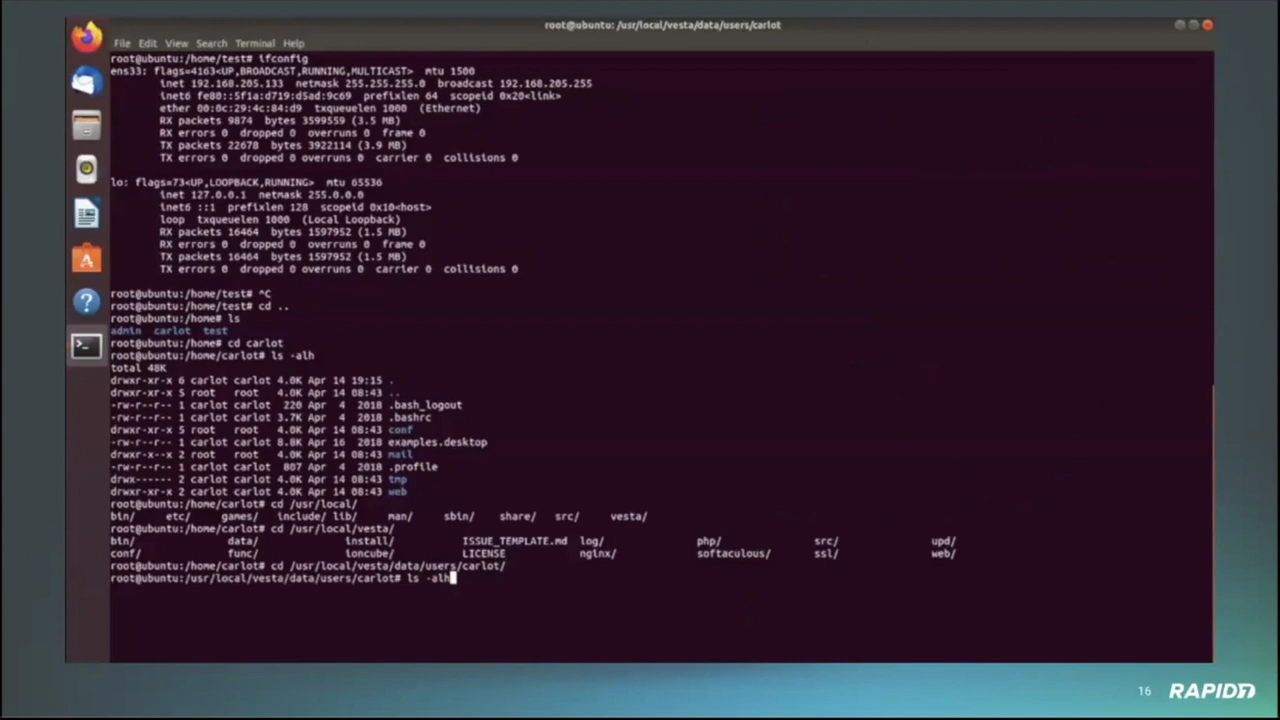 root@ubuntu: /usr/local/vesta/data/users/carlot
File Edit View Search Terminal Help
root@ubuntu:/home/test# ifconfig
ens33: flags=4163<UP,BROADCAST,RUNNING,MULTICAST> mtu 1500
inet 192.168.205.133 netmask 255.255.255.0 broadcast 192.168.205.255
inet6 fe80::5f1a:d719:d5ad:9c69 prefixlen 64 scopeid 0x20<link>
ether 00:0c:29:4c:84:d9 txqueuelen 1000 (Ethernet)
RX packets 9874 bytes 3599559 (3.5 MB)
RX errors 0 dropped 0 overruns 0 frame 0
TX packets 22678 bytes 3922114 (3.9 MB)
TX errors 0 dropped 0 overruns 0 carrier 0 collisions 0
lo: flags=73<UP,LOOPBACK,RUNNING> mtu 65536
inet 127.0.0.1 netmask 255.0.0.0
inet6 ::1 prefixlen 128 scopeid 0x10<host>
loop txqueuelen 1000 (Local Loopback)
RX packets 16464 bytes 1597952 (1.5 MB)
RX errors 0 dropped 0 overruns 0 frame 0
TX packets 16464 bytes 1597952 (1.5 MB)
TX errors 0 dropped 0 overruns 0 carrier 0 collisions 0
root@ubuntu:/home/test# ^C
root@ubuntu:/home/test# cd ..
root@ubuntu:/home# ls
admin carlot test
root@ubuntu:/home# cd carlot
root@ubuntu:/home/carlot# ls -alh
total 48K
drwxr-xr-x 6 carlot carlot 4.0K Apr 14 19:15 .
drwxr-xr-x 5 root root 4.0K Apr 14 08:43 ..
-rw-r--r-- 1 carlot carlot 220 Apr 4 2018 .bash_logout
-rw-r--r-- 1 carlot carlot 3.7K Apr 4 2018 .bashrc
drwxr-xr-x 5 root root 4.0K Apr 14 08:43 conf
-rw-r--r-- 1 carlot carlot 8.8K Apr 16 2018 examples.desktop
drwxr-x--x 2 root root 4.0K Apr 14 08:43 mail
-rw-r--r-- 1 carlot carlot 807 Apr 4 2018 .profile
drwx------ 2 carlot carlot 4.0K Apr 14 08:43 tmp
drwxr-xr-x 2 carlot carlot 4.0K Apr 14 08:43 web
root@ubuntu:/home/carlot# cd /usr/local/
bin/ etc/ games/ include/ lib/ man/ sbin/ share/ src/ vesta/
root@ubuntu:/home/carlot# cd /usr/local/vesta/
bin/ data/ install/ ISSUE_TEMPLATE.md log/ php/ src/ upd/
conf/ func/ ioncube/ LICENSE nginx/ softaculous/ ssl/ web/
root@ubuntu:/home/carlot# cd /usr/local/vesta/data/users/carlot/
root@ubuntu:/usr/local/vesta/data/users/carlot# ls -alh
16 RAPID7